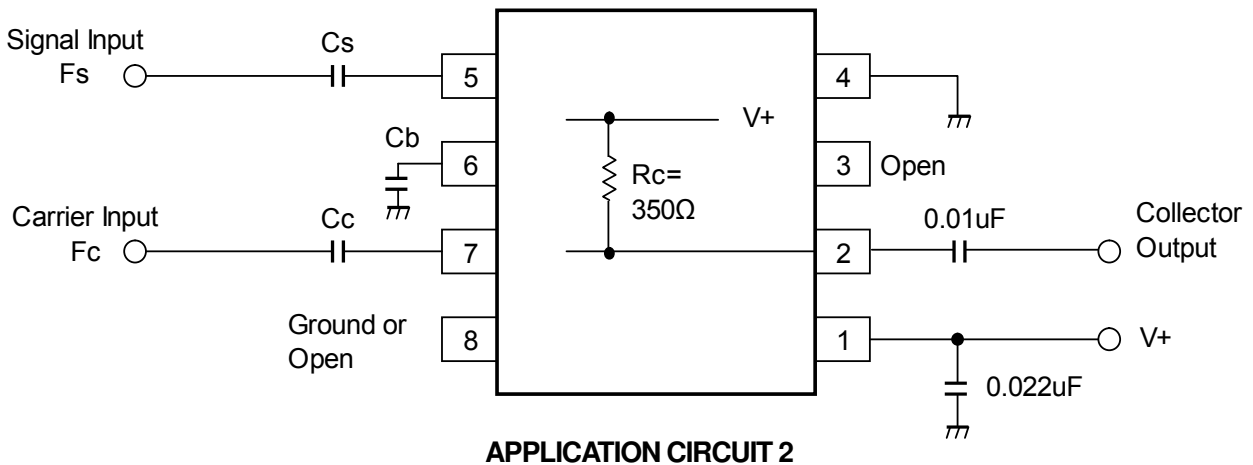 Signal Input
Fs
Cs
5
4
Cb
V+
6
Rc=
350Ω
3
Open
Carrier Input
Fc
Cc
7
2
0.01uF
Collector
Output
Ground or
Open
8
1
V+
0.022uF
APPLICATION CIRCUIT 2